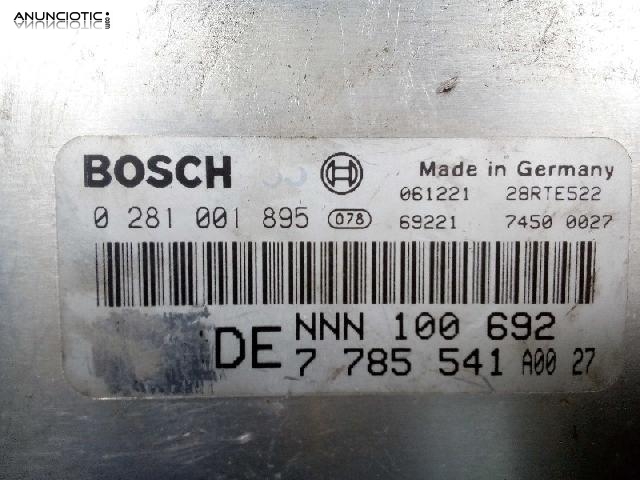 ANUNCIOTIC.com
BOSCH
Made in Germany
061221 28RTE522
0 281 001 895 078
69221 7450 0027
DE NNN 100 692
7 785 541 A00 27